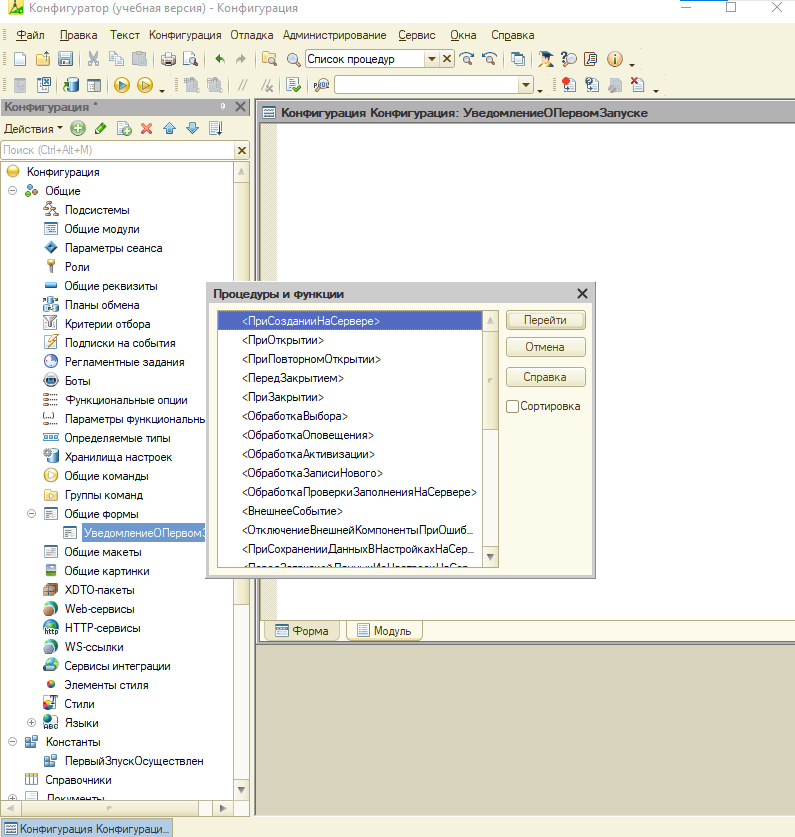 Конфигуратор (учебная версия) - Конфигурация
Файл Правка Текст Конфигурация Отладка Администрирование Сервис Окна Справка
Список процедур
Конфигурация *
Конфигурация Конфигурация: УведомлениеОПервомЗапуске
Действия
Поиск (Ctrl+Alt+M)
Конфигурация
Общие
Подсистемы
Общие модули
Параметры сеанса
Роли
Общие реквизиты
Планы обмена
Критерии отбора
Подписки на события
Регламентные задания
Боты
Функциональные опции
Параметры функциональнь
Определяемые типы
Хранилища настроек
Общие команды
Группы команд
Общие формы
УведомлениеОПервомЗ
Общие макеты
Общие картинки
XDTO-пакеты
Web-сервисы
HTTP-сервисы
WS-ссылки
Сервисы интеграции
Элементы стиля
Стили
Языки
Константы
ПервыйЗпускОсуществлен
Справочники
Документы
Процедуры и функции
<ПриСозданииНаСервере>
<ПриОткрытии>
<ПриПовторномОткрытии>
<ПередЗакрытием>
<ПриЗакрытии>
<ОбработкаВыбора>
<ОбработкаОповещения>
<ОбработкаАктивизации>
<ОбработкаЗаписиНового>
<ОбработкаПроверкиЗаполненияНаСервере>
<ВнешнееСобытие>
<ОтключениеВнешнейКомпонентыПриОшиб...
<ПриСохраненииДанныхВНастройкахНаСер...
<ПередЗагрузкойДанныхИзНастроекНаСер...
Перейти
Отмена
Справка
Сортировка
Форма
Модуль
Конфигурация Конфигураци...